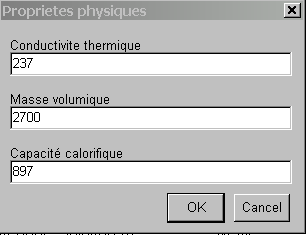 Proprietes physiques
Conductivite thermique
237
Masse volumique
2700
Capacité calorifique
897
OK Cancel